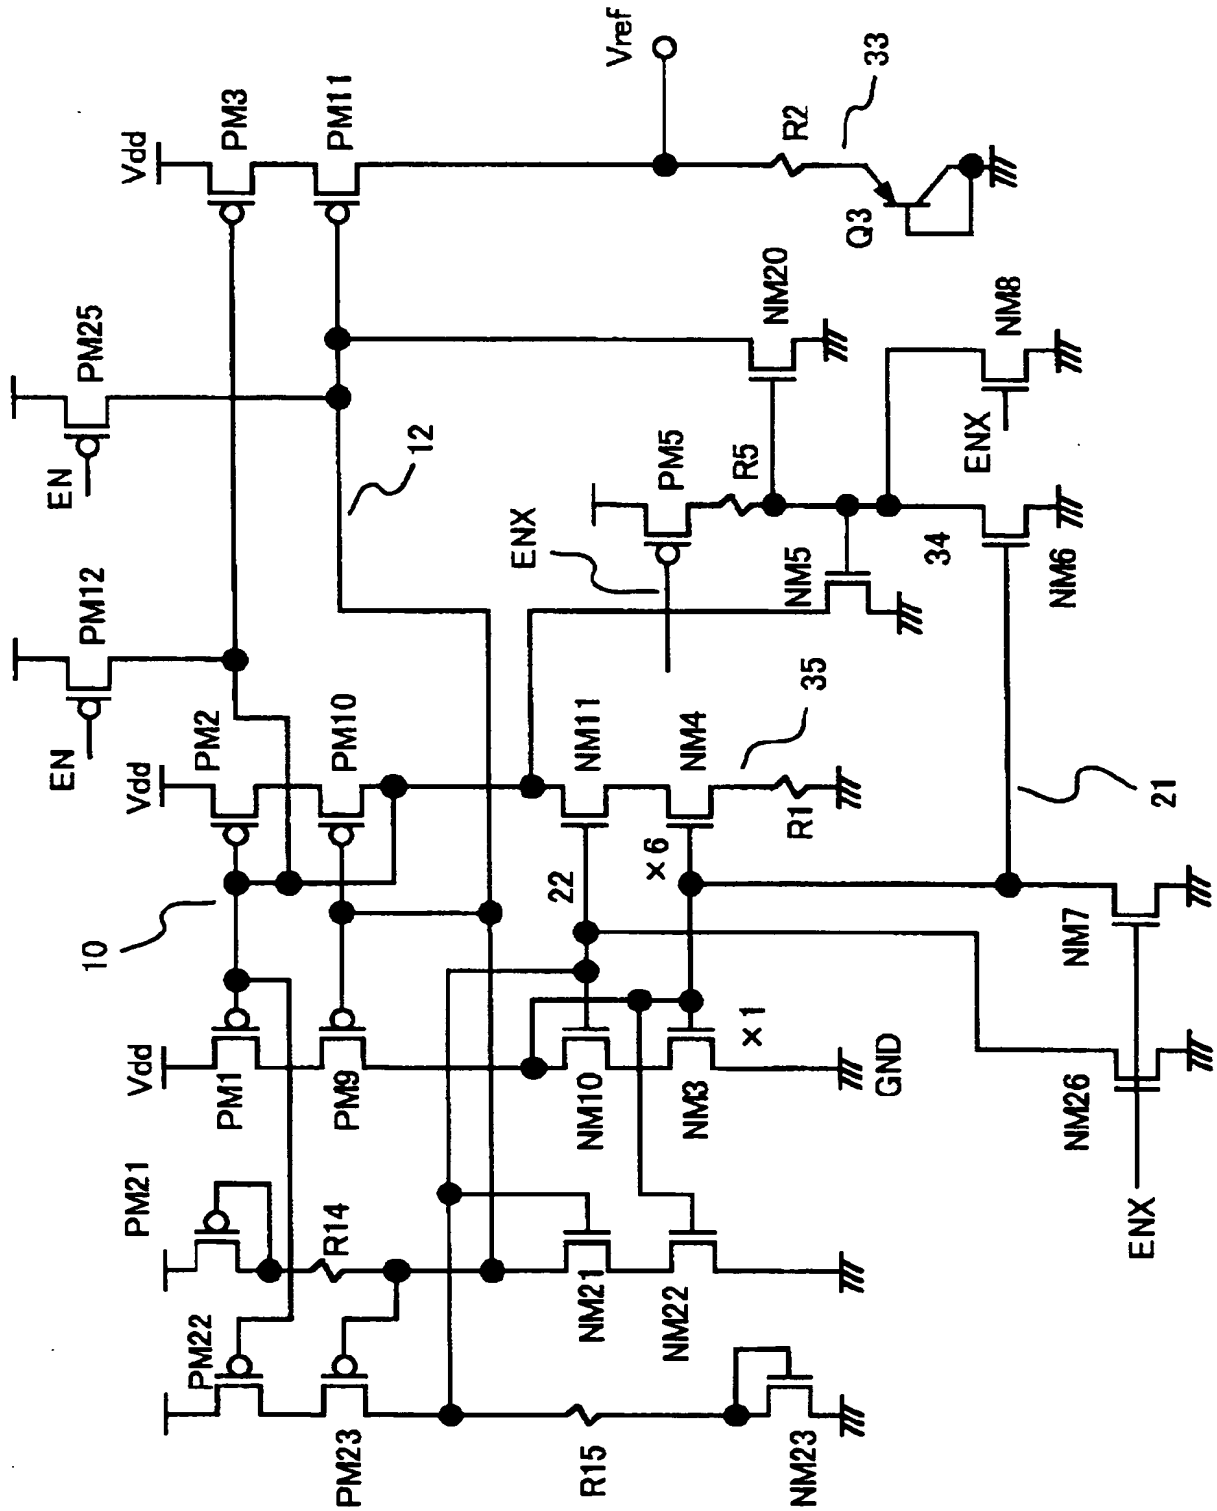 Vdd
PM3
PM11
Vref
R2
33
Q3
EN
PM25
12
NM20
NM8
ENX
PM5
R5
ENX
NM5
34
NM6
EN
PM12
Vdd
PM2
PM10
NM11
NM4
35
R1
×6
22
21
10
Vdd
PM1
PM9
NM10
NM3
×1
GND
NM7
NM26
ENX
PM21
R14
NM21
NM22
PM22
PM23
R15
NM23